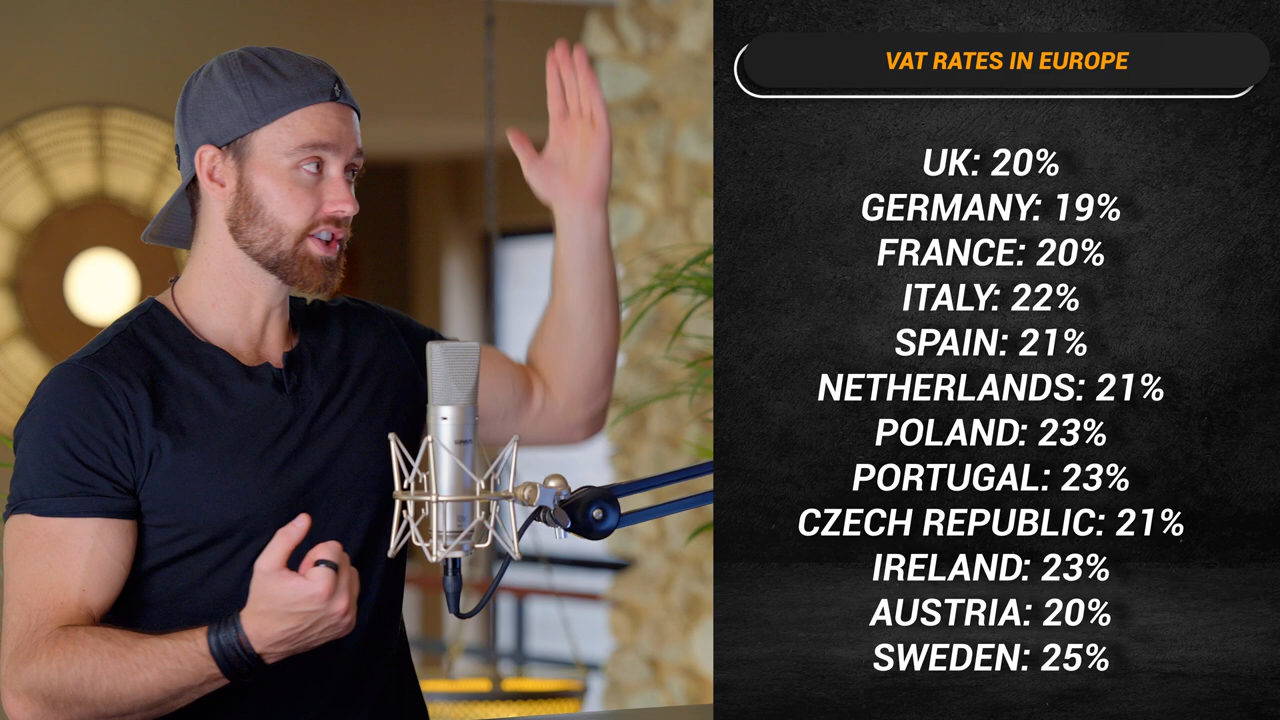 VAT RATES IN EUROPE
UK: 20%
GERMANY: 19%
FRANCE: 20%
ITALY: 22%
SPAIN: 21%
NETHERLANDS: 21%
POLAND: 23%
PORTUGAL: 23%
CZECH REPUBLIC: 21%
IRELAND: 23%
AUSTRIA: 20%
SWEDEN: 25%